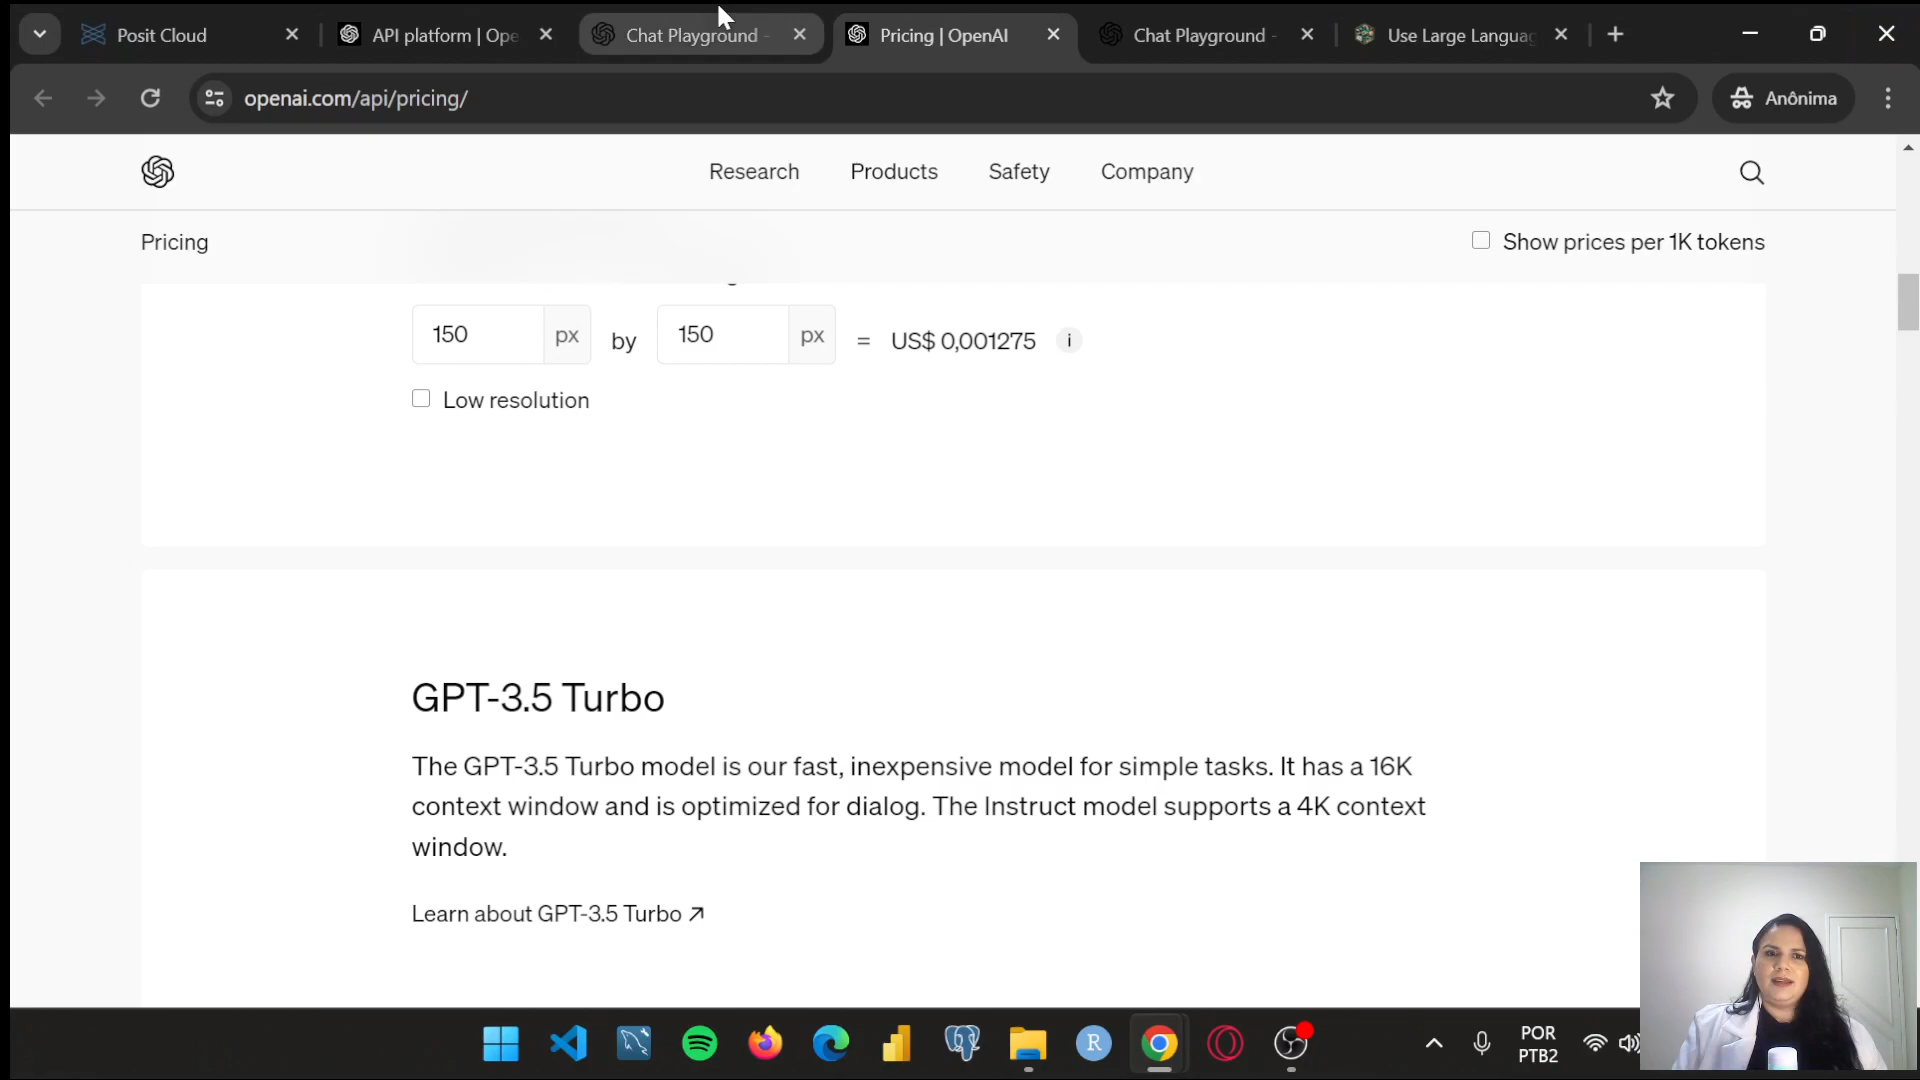 Posit Cloud
API platform | Ope
Chat Playground -
Pricing | OpenAI
Chat Playground -
Use Large Languag
openai.com/api/pricing/
Anônima
Research
Products
Safety
Company
Pricing
Show prices per 1K tokens
150 px by 150 px = US$ 0,001275 i
Low resolution
GPT-3.5 Turbo
The GPT-3.5 Turbo model is our fast, inexpensive model for simple tasks. It has a 16K
context window and is optimized for dialog. The Instruct model supports a 4K context
window.
Learn about GPT-3.5 Turbo ↗
R
POR
PTB2